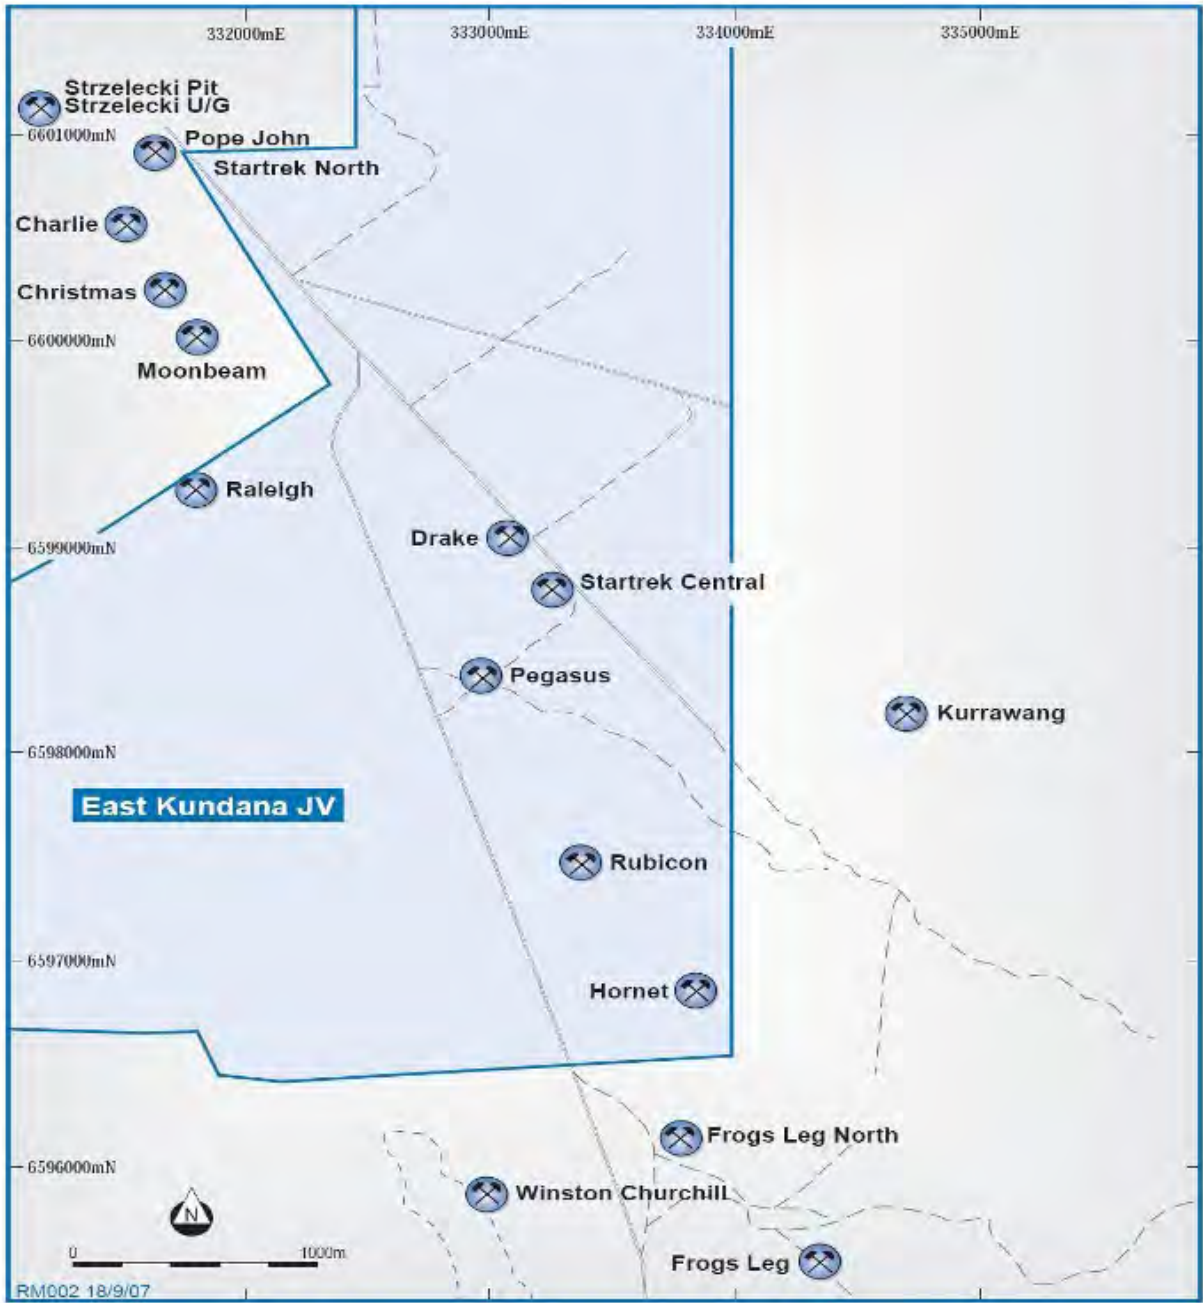 332000mE
333000mE
334000mE
335000mE
Strzelecki Pit
Strzelecki U/G
6601000mN
Pope John
Startrek North
Charlie
Christmas
6600000mN
Moonbeam
Raleigh
Drake
6599000mN
Startrek Central
Pegasus
Kurrawang
6598000mN
East Kundana JV
Rubicon
6597000mN
Hornet
Frogs Leg North
6596000mN
Winston Churchill
N
0
1000m
Frogs Leg
RM002 18/9/07